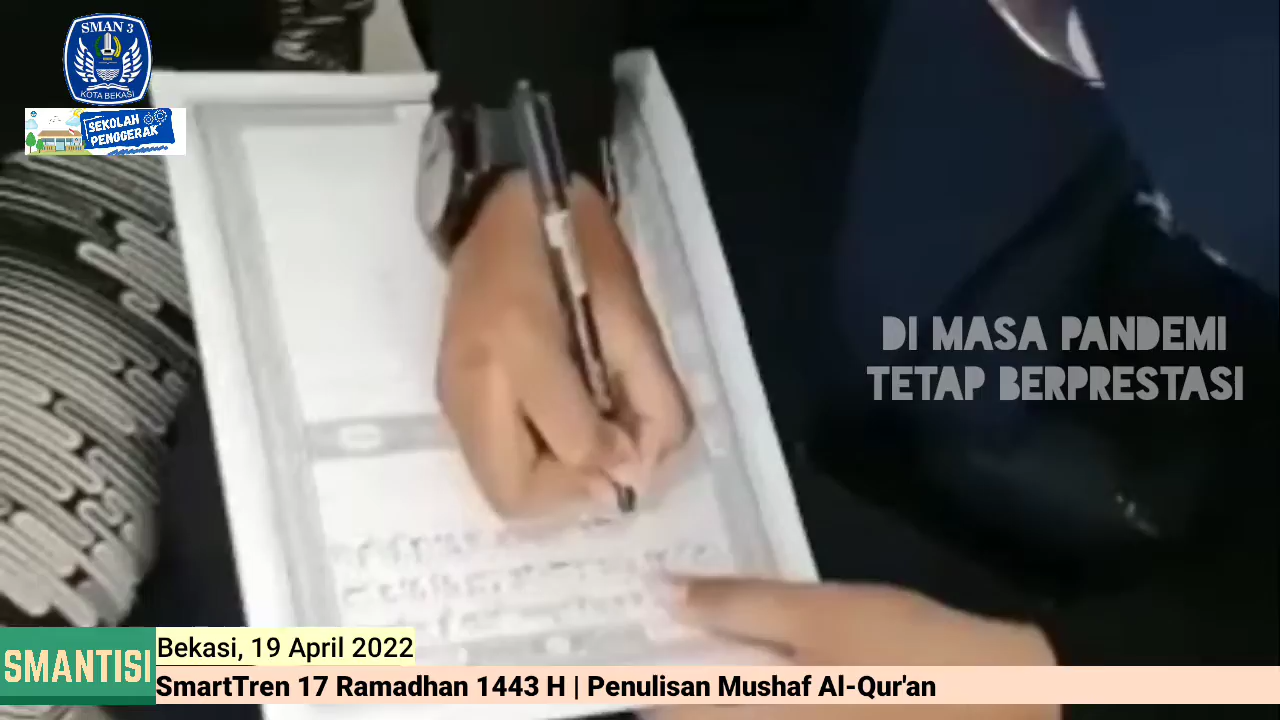 SMAN 3
KOTA BEKASI
SEKOLAH
PENGGERAK
DI MASA PANDEMI
TETAP BERPRESTASI
SMANTISI
Bekasi, 19 April 2022
SmartTren 17 Ramadhan 1443 H | Penulisan Mushaf Al-Qur'an